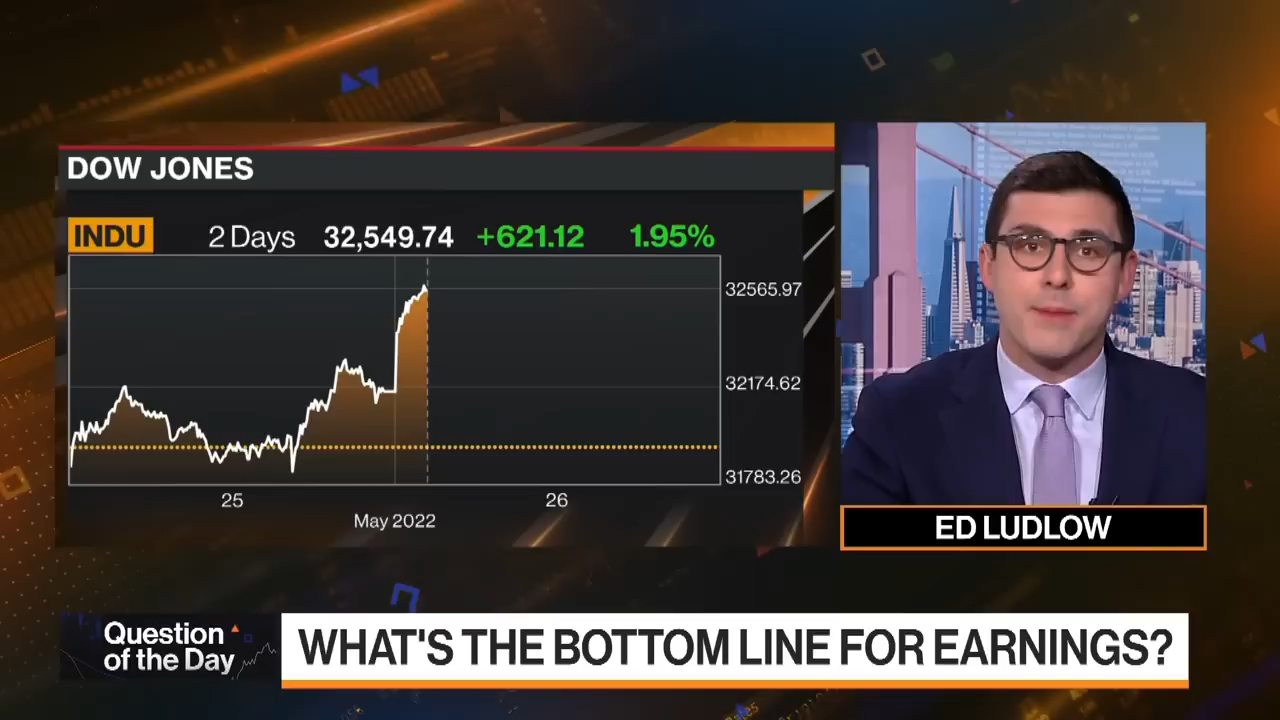 DOW JONES
INDU 2 Days 32,549.74 +621.12 1.95%
32565.97
32174.62
31783.26
25 26
May 2022
ED LUDLOW
Question
of the Day
WHAT'S THE BOTTOM LINE FOR EARNINGS?